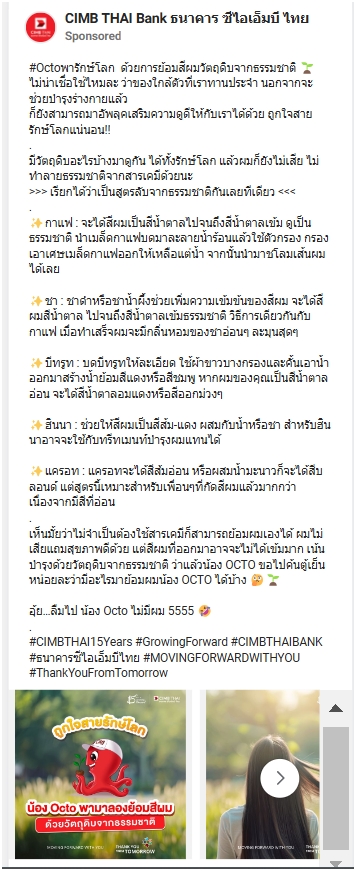 CIMB THAI Bank ธนาคาร ซีไอเอ็มบี ไทย
Sponsored
#Octoพารักษ์โลก ด้วยการย้อมสีผมวัตถุดิบจากธรรมชาติ 🌱
ไม่น่าเชื่อใช่ไหมละ ว่าของใกล้ตัวที่เราทานประจำ นอกจากจะ
ช่วยบำรุงร่างกายแล้ว
ก็ยังสามารถมาอัพลุคเสริมความดูดีให้กับเราได้ด้วย ถูกใจสาย
รักษ์โลกแน่นอน!!
.
มีวัตถุดิบอะไรบ้างมาดูกัน ได้ทั้งรักษ์โลก แล้วผมก็ยังไม่เสีย ไม่
ทำลายธรรมชาติจากสารเคมีด้วยนะ
>>> เรียกได้ว่าเป็นสูตรลับจากธรรมชาติกันเลยทีเดียว <<<
.
✨กาแฟ : จะได้สีผมเป็นสีน้ำตาลไปจนถึงสีน้ำตาลเข้ม ดูเป็น
ธรรมชาติ นำเมล็ดกาแฟบดมาละลายน้ำร้อนแล้วใช้ตัวกรอง กรอง
เอาเศษเมล็ดกาแฟออกให้เหลือแต่น้ำ จากนั้นนำมาชโลมเส้นผม
ได้เลย
✨ชา : ชาดำหรือชาน้ำผึ้งช่วยเพิ่มความเข้มข้นของสีผม จะได้สี
ผมสีน้ำตาล ไปจนถึงสีน้ำตาลเข้มธรรมชาติ วิธีการเดียวกันกับ
กาแฟ เมื่อทำเสร็จผมจะมีกลิ่นหอมของชาอ่อนๆ ละมุนสุดๆ
✨บีทรูท : บดบีทรูทให้ละเอียด ใช้ผ้าขาวบางกรองและคั้นเอาน้ำ
ออกมาสร้างน้ำย้อมสีแดงหรือสีชมพู หากผมของคุณเป็นสีน้ำตาล
อ่อน จะได้สีน้ำตาลอมแดงหรือสีออกม่วงๆ
✨ฮินนา : ช่วยให้สีผมเป็นสีส้ม-แดง ผสมกับน้ำหรือชา สำหรับฮิน
นาอาจจะใช้กับทรีทเมนท์บำรุงผมแทนได้
✨แครอท : แครอทจะได้สีส้มอ่อน หรือผสมน้ำมะนาวก็จะได้สีบ
ลอนด์ แต่สูตรนี้เหมาะสำหรับเพื่อนๆที่กัดสีผมแล้วมากกว่า
เนื่องจากมีสีที่อ่อน
.
เห็นมั้ยว่าไม่จำเป็นต้องใช้สารเคมีก็สามารถย้อมผมเองได้ ผมไม่
เสียแถมสุขภาพดีด้วย แต่สีผมที่ออกมาอาจจะไม่ได้เข้มมาก เน้น
บำรุงด้วยวัตถุดิบจากธรรมชาติ ว่าแล้วน้อง OCTO ขอไปค้นตู้เย็น
หน่อยละว่ามีอะไรมาย้อมผมน้อง OCTO ได้บ้าง 🤔🌱
อุ้ย...ลืมไป น้อง Octo ไม่มีผม 5555 🤣
.
#CIMBTHAI15Years #GrowingForward #CIMBTHAIBANK
#ธนาคารซีไอเอ็มบีไทย #MOVINGFORWARDWITHYOU
#ThankYouFromTomorrow
CIMB THAI
ถูกใจสายรักษ์โลก
น้อง Octo พามาลองย้อมสีผม
ด้วยวัตถุดิบจากธรรมชาติ
MOVING FORWARD WITH YOU
THANK YOU
FROM TOMORROW
CIMB THAI
MOVING FORWARD WITH YOU